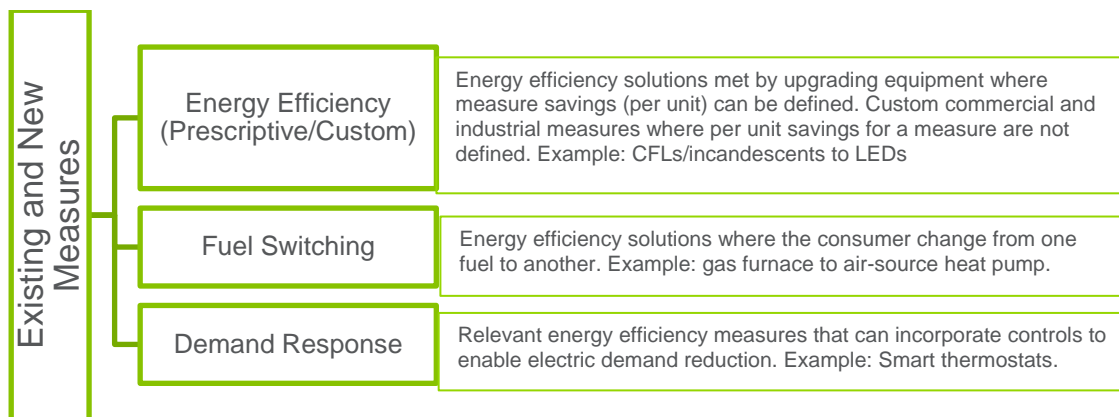 Existing and New
Measures
Energy Efficiency
(Prescriptive/Custom)
Energy efficiency solutions met by upgrading equipment where
measure savings (per unit) can be defined. Custom commercial and
industrial measures where per unit savings for a measure are not
defined. Example: CFLs/incandescents to LEDs
Fuel Switching
Energy efficiency solutions where the consumer change from one
fuel to another. Example: gas furnace to air-source heat pump.
Demand Response
Relevant energy efficiency measures that can incorporate controls to
enable electric demand reduction. Example: Smart thermostats.